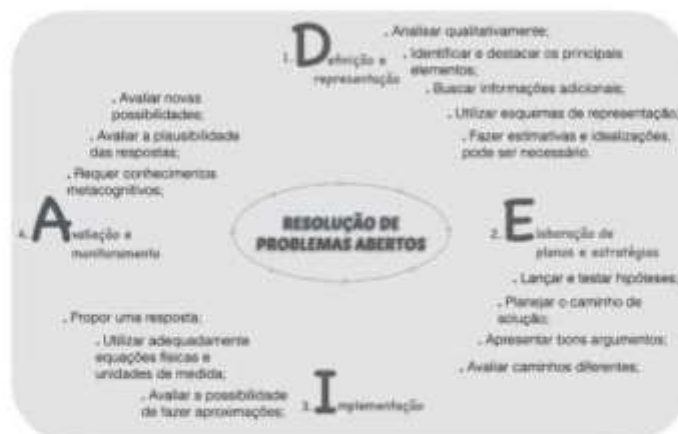 1. Definição e
representação
. Analisar qualitativamente;
. Identificar e destacar os principais
elementos;
. Buscar informações adicionais;
. Utilizar esquemas de representação;
. Fazer estimativas e idealizações,
pode ser necessário.
RESOLUÇÃO DE
PROBLEMAS ABERTOS
2. Elaboração de
planos e estratégias
. Lançar e testar hipóteses;
. Planejar o caminho de
solução;
. Apresentar bons argumentos;
. Avaliar caminhos diferentes;
3. Implementação
. Propor uma resposta;
. Utilizar adequadamente
equações físicas e
unidades de medida;
. Avaliar a possibilidade
de fazer aproximações;
4. Avaliação e
monitoramento
. Avaliar novas
possibilidades;
. Avaliar a plausibilidade
das respostas;
. Requer conhecimentos
metacognitivos;